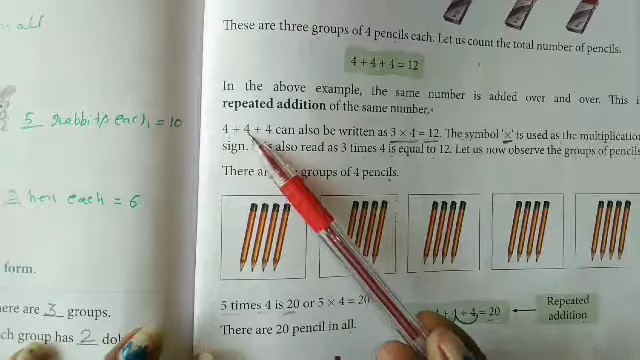 5 rabbits each = 10
hen each = 6
form.
ere are 3 groups.
ch group has 2 dol
These are three groups of 4 pencils each. Let us count the total number of pencils.
4 + 4 + 4 = 12
In the above example, the same number is added over and over. This i
repeated addition of the same number.
4 + 4 + 4 can also be written as 3 × 4 = 12. The symbol 'x' is used as the multiplication
sign. is also read as 3 times 4 is equal to 12. Let us now observe the groups of pencils
There are groups of 4 pencils.
5 times 4 is 20 or 5 × 4 = 20
4 + 4 = 20
Repeated
addition
There are 20 pencil in all.